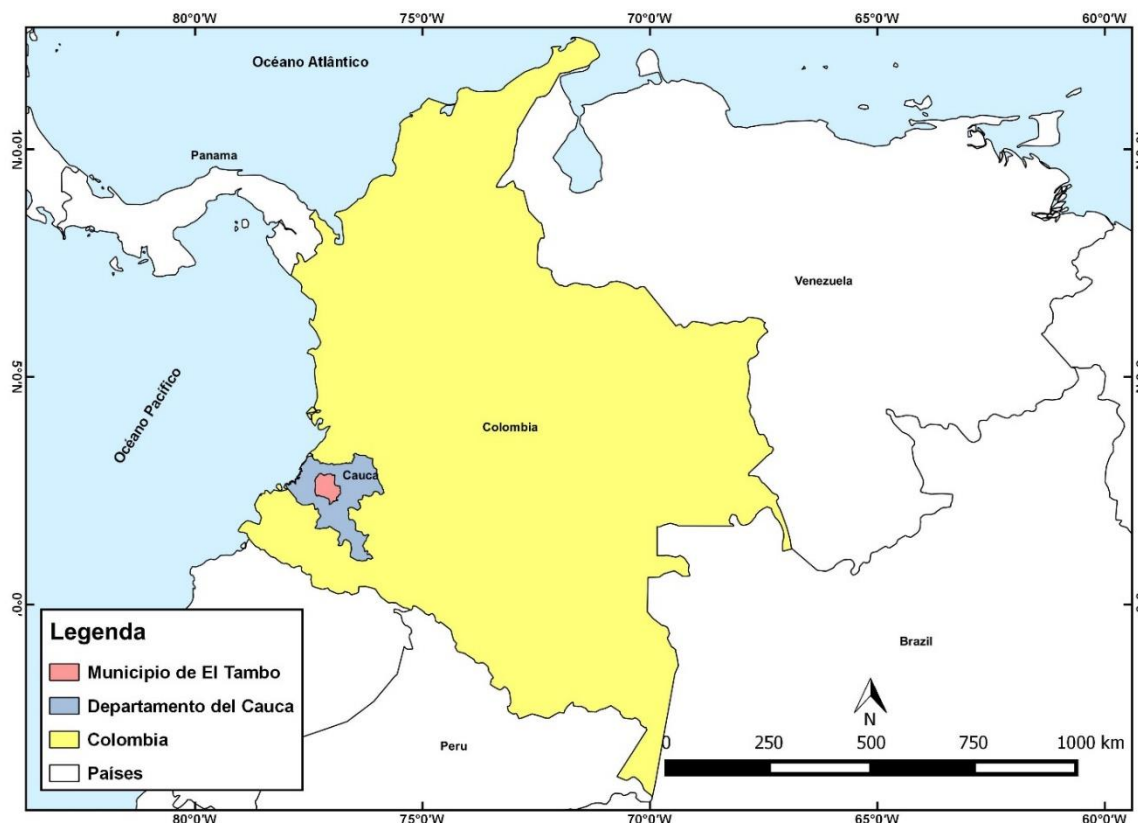 80°0'W 75°0'W 70°0'W 65°0'W 60°0'W
Océano Atlântico
10°0'N
Panama
Venezuela
5°0'N
Océano Pacífico
Colombia
Cauca
0°0'
Brazil
Peru
Legenda
Municipio de El Tambo
Departamento del Cauca
Colombia
Países
N
0 250 500 750 1000 km
80°0'W 75°0'W 70°0'W 65°0'W 60°0'W